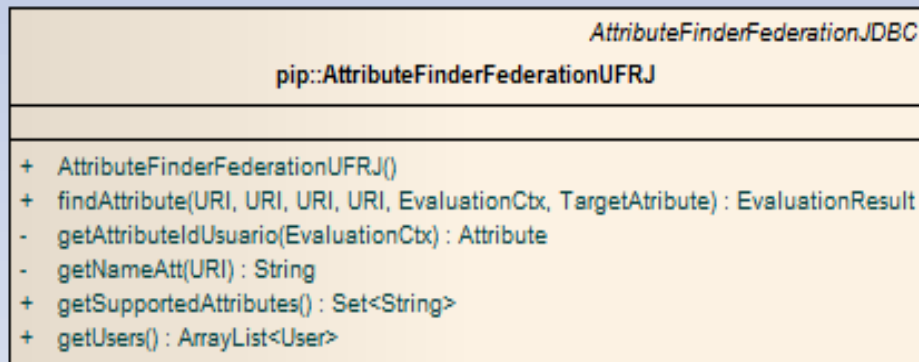 AttributeFinderFederationJDBC
pip::AttributeFinderFederationUFRJ
+ AttributeFinderFederationUFRJ()
+ findAttribute(URI, URI, URI, URI, EvaluationCtx, TargetAtribute) : EvaluationResult
- getAttributeIdUsuario(EvaluationCtx) : Attribute
- getNameAtt(URI) : String
+ getSupportedAttributes() : Set<String>
+ getUsers() : ArrayList<User>